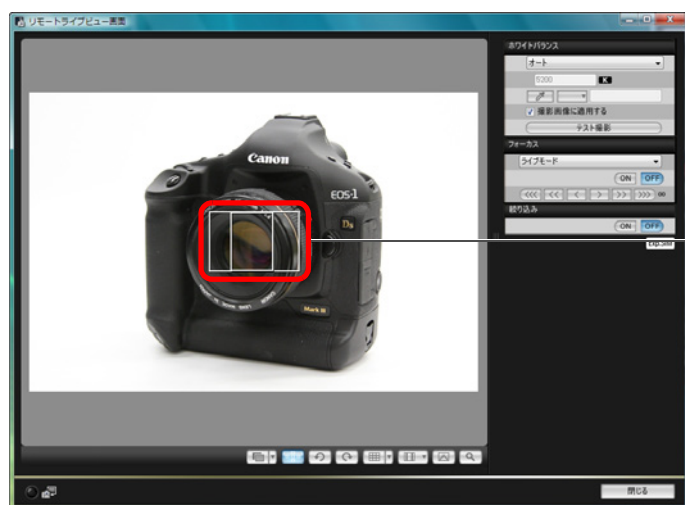 リモートライブビュー画面
ホワイトバランス
オート
5200
K
撮影画像に適用する
テスト撮影
フォーカス
ライブモード
ON OFF
<<< << < > >> >>> ∞
絞り込み
ON OFF
Exp.SIM
Canon
EOS-1
Ds
Mark III
閉じる